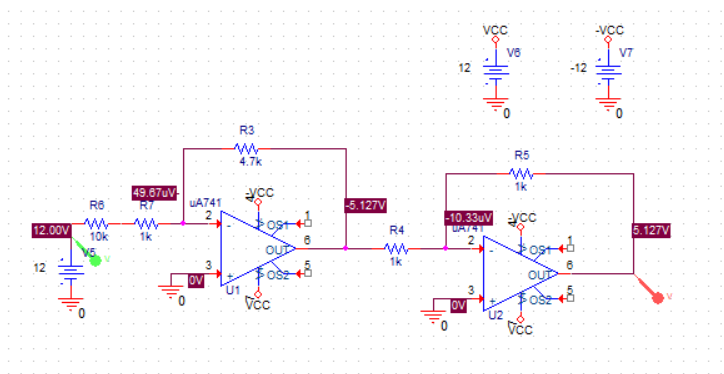 VCC
-VCC
V6
V7
12
-12
0
0
R3
4.7k
R5
1k
49.67uV
uA741
-VCC
-5.127V
R6
R7
10k
1k
2
-
OS1
1
12.00V
V5
V
12
OUT
6
3
+
OS2
5
0V
U1
0
VCC
0
R4
1k
-10.33uV
uA741
-VCC
2
-
OS1
1
5.127V
OUT
6
3
+
OS2
5
0V
U2
0
VCC
V